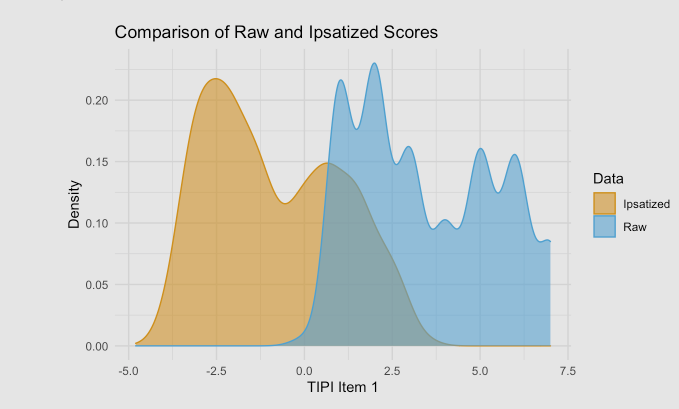 Comparison of Raw and Ipsatized Scores
0.20
0.15
0.10
0.05
0.00
Density
-5.0 -2.5 0.0 2.5 5.0 7.5
TIPI Item 1
Data
Ipsatized
Raw